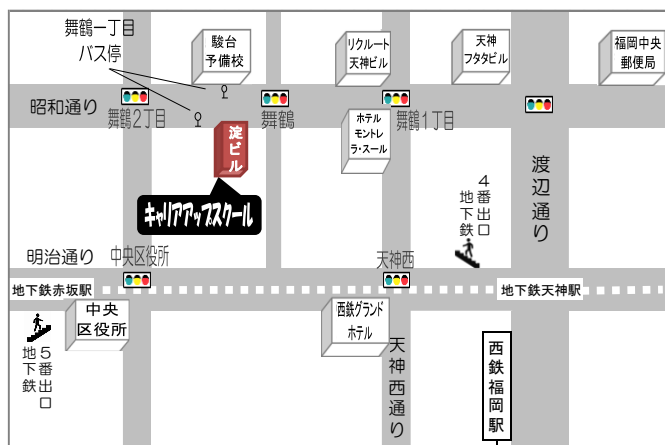 舞鶴一丁目
バス停
駿台
予備校
リクルート
天神ビル
天神
フタタビル
福岡中央
郵便局
昭和通り
舞鶴2丁目
舞鶴
舞鶴1丁目
淀ビル
ホテル
モントレ
ラ・スール
キャリアアップスクール
渡辺通り
4番出口
地下鉄
明治通り
中央区役所
天神西
地下鉄赤坂駅
地下鉄天神駅
中央
区役所
西鉄グランド
ホテル
5番出口
地下鉄
天神西通り
西鉄福岡駅